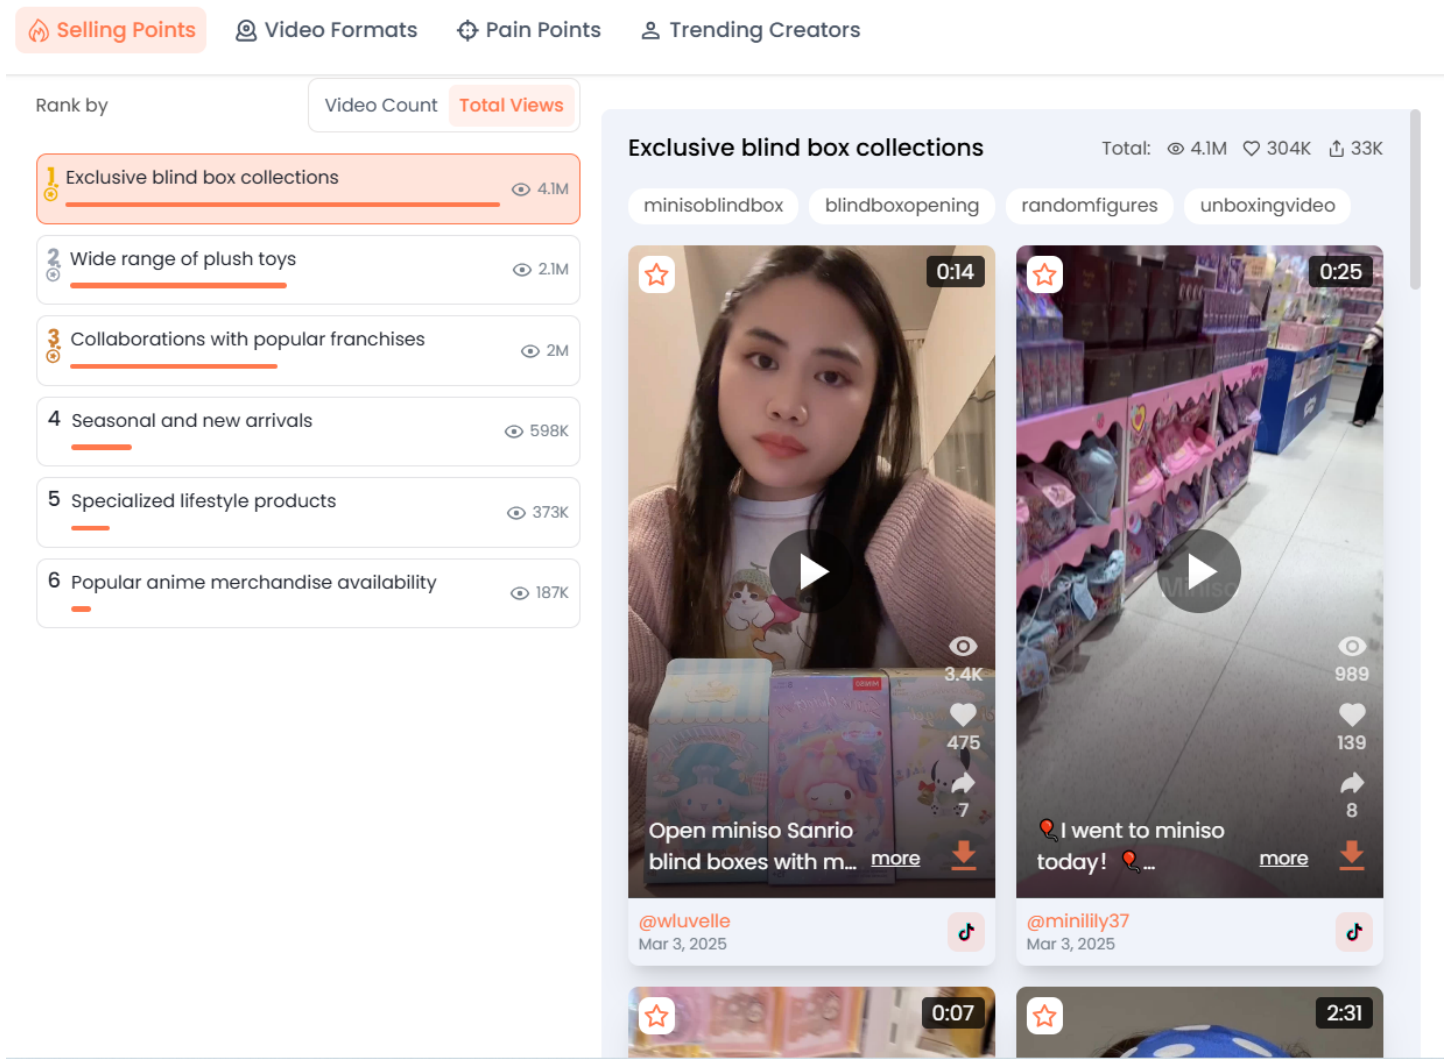 Selling Points
Video Formats
Pain Points
Trending Creators
Rank by
Video Count
Total Views
1
Exclusive blind box collections
4.1M
2
Wide range of plush toys
2.1M
3
Collaborations with popular franchises
2M
4
Seasonal and new arrivals
598K
5
Specialized lifestyle products
373K
6
Popular anime merchandise availability
187K
Exclusive blind box collections
Total: 4.1M 304K 33K
minisoblindbox
blindboxopening
randomfigures
unboxingvideo
0:14
3.4K
475
7
Open miniso Sanrio
blind boxes with m... more
@wluvelle
Mar 3, 2025
0:25
Miniso
989
139
8
🎈I went to miniso
today! 🎈... more
@minilily37
Mar 3, 2025
0:07
2:31